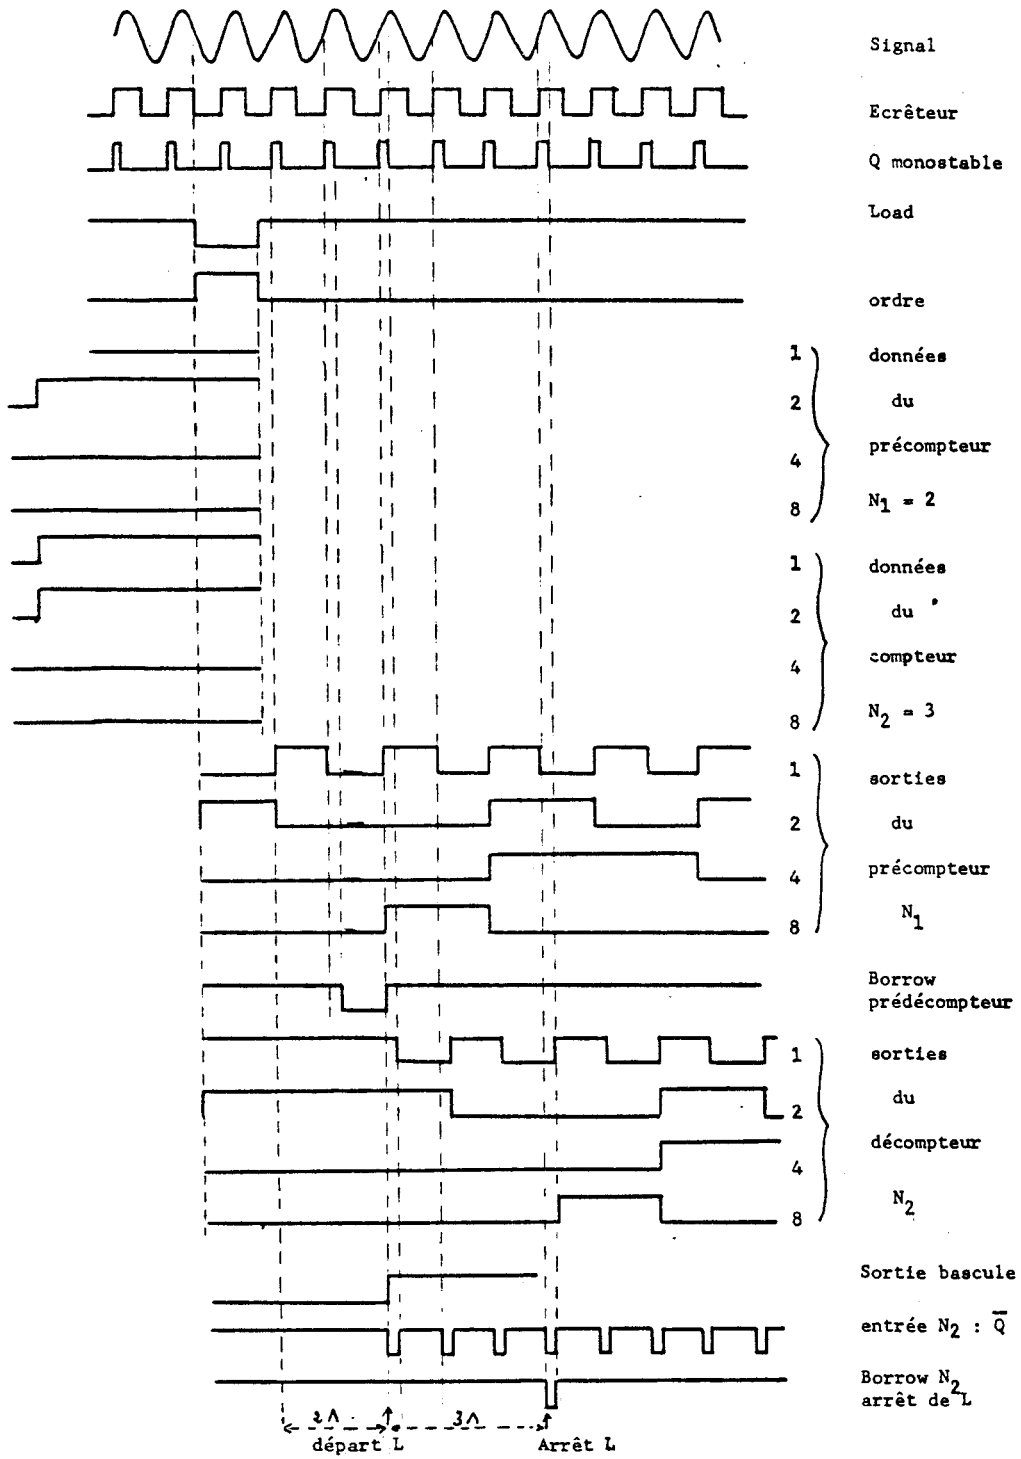 Signal
Ecrêteur
Q monostable
Load
ordre
1 données
2 du
4 précompteur
8 N1 = 2
1 données
2 du
4 compteur
8 N2 = 3
1 sorties
2 du
4 précompteur
8 N1
Borrow
prédécompteur
1 sorties
2 du
4 décompteur
8 N2
Sortie bascule
entrée N2 : Q̅
Borrow N2
arrêt de L
2Λ 3Λ
départ L Arrêt L